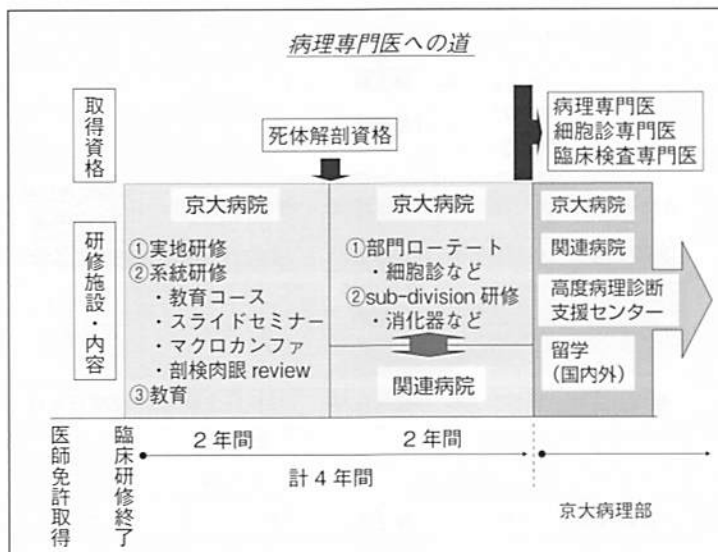 病理専門医への道
取得資格
死体解剖資格
病理専門医
細胞診専門医
臨床検査専門医
研修施設・内容
京大病院
①実地研修
②系統研修
・教育コース
・スライドセミナー
・マクロカンファ
・剖検肉眼 review
③教育
京大病院
①部門ローテート
・細胞診など
②sub-division 研修
・消化器など
関連病院
京大病院
関連病院
高度病理診断
支援センター
留学
(国内外)
2 年間
2 年間
計 4 年間
医師免許取得
臨床研修終了
京大病理部